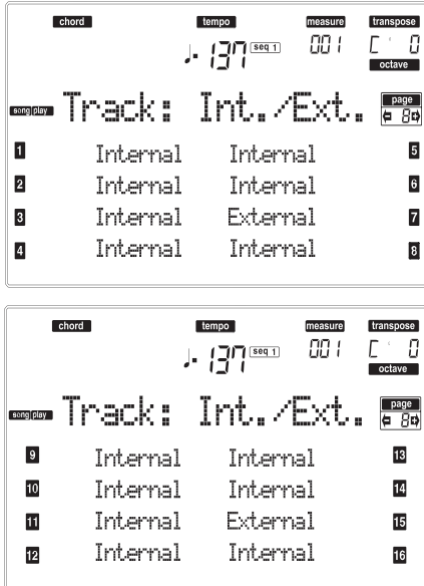 chord tempo measure transpose
♩. 137 seq 1 001 C 0
octave
song play Track: Int./Ext. page 8
1 Internal Internal 5
2 Internal Internal 6
3 Internal External 7
4 Internal Internal 8
chord tempo measure transpose
♩. 137 seq 1 001 C 0
octave
song play Track: Int./Ext. page 8
9 Internal Internal 13
10 Internal Internal 14
11 Internal External 15
12 Internal Internal 16